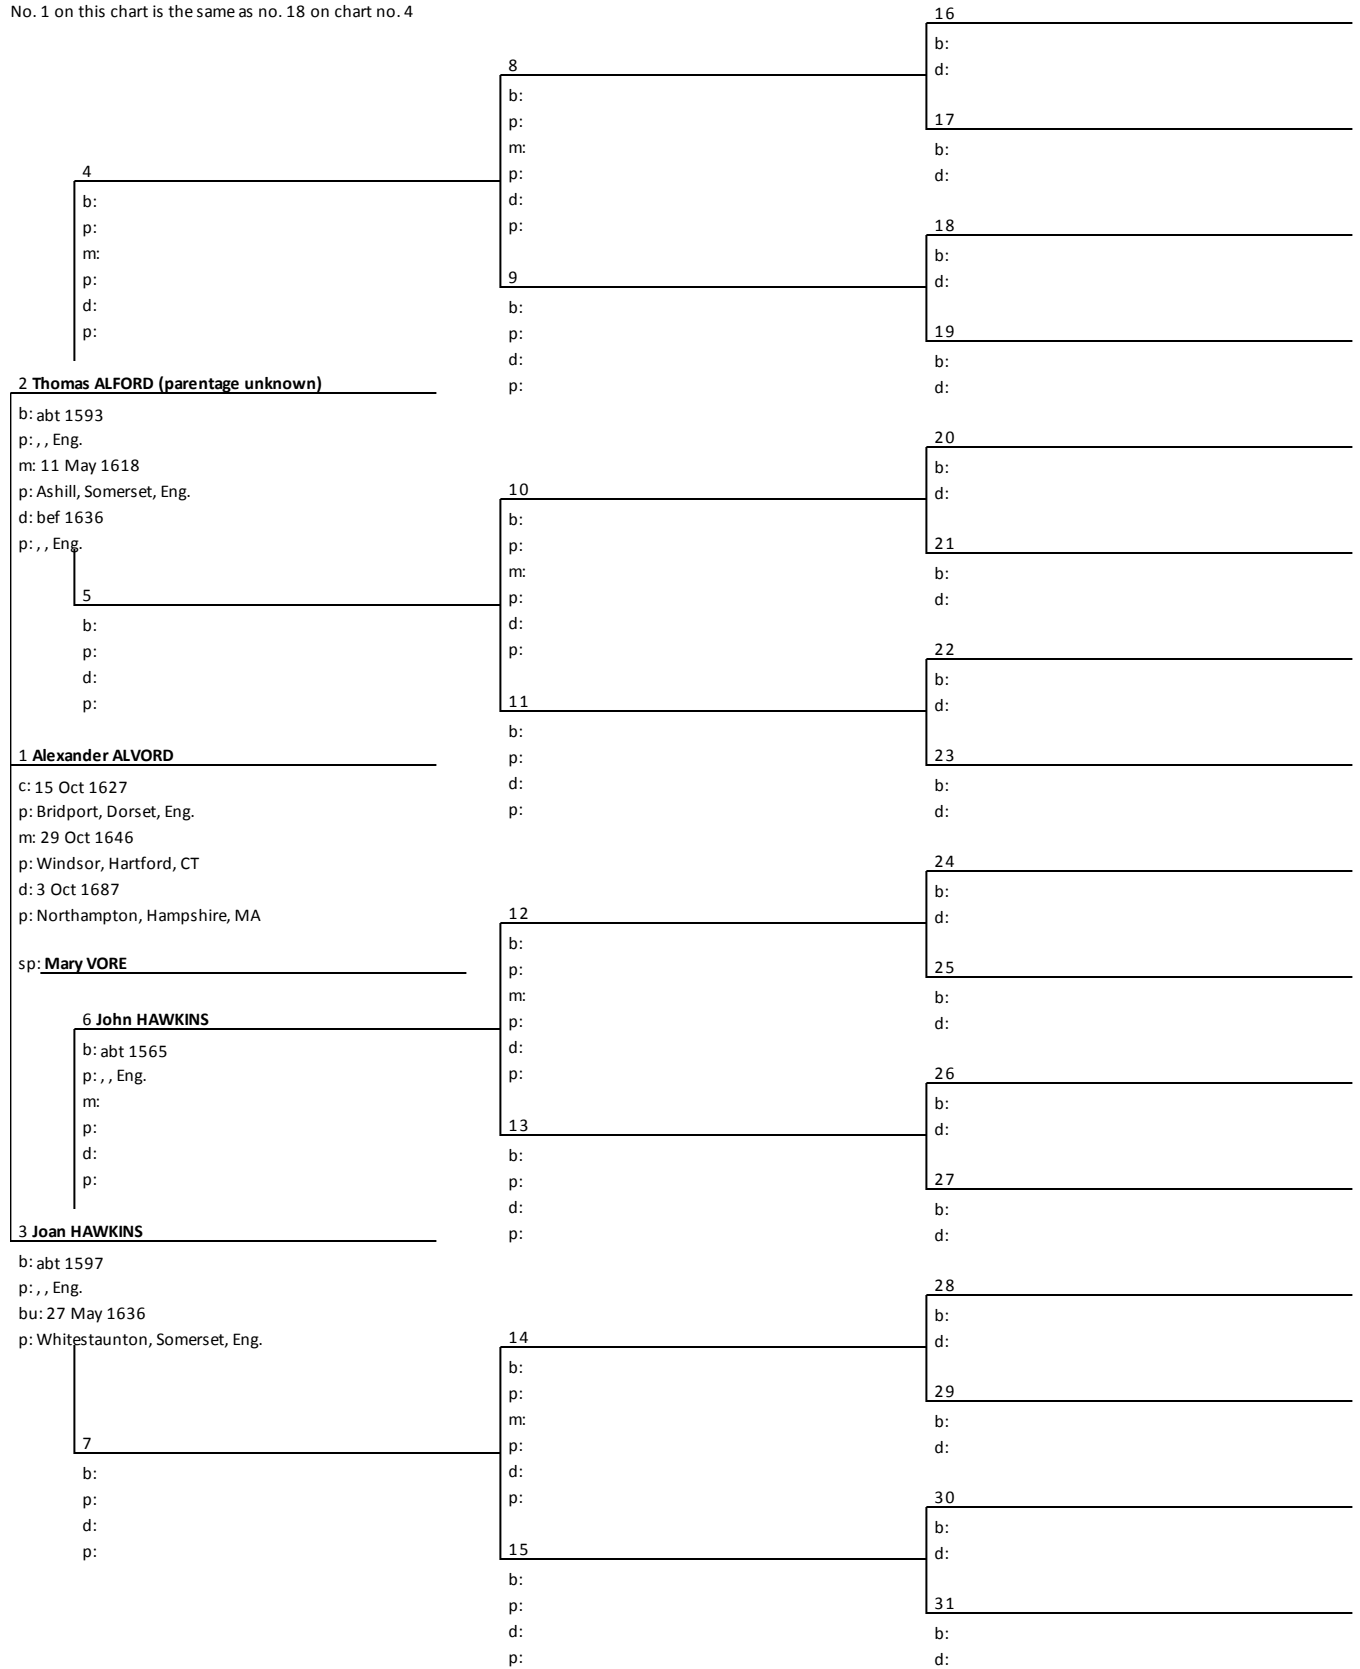 No. 1 on this chart is the same as no. 18 on chart no. 4
4
b:
p:
m:
p:
d:
p:
2 Thomas ALFORD (parentage unknown)
b: abt 1593
p: , , Eng.
m: 11 May 1618
p: Ashill, Somerset, Eng.
d: bef 1636
p: , , Eng.
5
b:
p:
d:
p:
1 Alexander ALVORD
c: 15 Oct 1627
p: Bridport, Dorset, Eng.
m: 29 Oct 1646
p: Windsor, Hartford, CT
d: 3 Oct 1687
p: Northampton, Hampshire, MA
sp: Mary VORE
6 John HAWKINS
b: abt 1565
p: , , Eng.
m:
p:
d:
p:
3 Joan HAWKINS
b: abt 1597
p: , , Eng.
bu: 27 May 1636
p: Whitestaunton, Somerset, Eng.
7
b:
p:
d:
p:
8
b:
p:
m:
p:
d:
p:
9
b:
p:
d:
p:
10
b:
p:
m:
p:
d:
p:
11
b:
p:
d:
p:
12
b:
p:
m:
p:
d:
p:
13
b:
p:
d:
p:
14
b:
p:
m:
p:
d:
p:
15
b:
p:
d:
p:
16
b:
d:
17
b:
d:
18
b:
d:
19
b:
d:
20
b:
d:
21
b:
d:
22
b:
d:
23
b:
d:
24
b:
d:
25
b:
d:
26
b:
d:
27
b:
d:
28
b:
d:
29
b:
d:
30
b:
d:
31
b:
d: